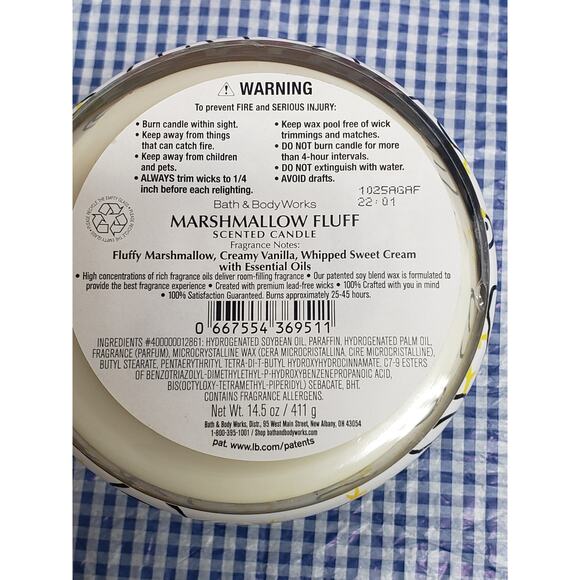 WARNING
To prevent FIRE and SERIOUS INJURY:
• Burn candle within sight.
• Keep away from things
that can catch fire.
• Keep away from children
and pets.
• ALWAYS trim wicks to 1/4
inch before each relighting.
• Keep wax pool free of wick
trimmings and matches.
• DO NOT burn candle for more
than 4-hour intervals.
• DO NOT extinguish with water.
• AVOID drafts.
1025AGAF
22:01
PLEASE RECYCLE THE EMPTY GLASS •
Bath & Body Works
MARSHMALLOW FLUFF
SCENTED CANDLE
Fragrance Notes:
Fluffy Marshmallow, Creamy Vanilla, Whipped Sweet Cream
with Essential Oils
• High concentrations of rich fragrance oils deliver room-filling fragrance • Our patented soy blend wax is formulated to
provide the best fragrance experience • Created with premium lead-free wicks • 100% Crafted with you in mind
• 100% Satisfaction Guaranteed. Burns approximately 25-45 hours.
0 667554 369511
INGREDIENTS #400000012861: HYDROGENATED SOYBEAN OIL, PARAFFIN, HYDROGENATED PALM OIL,
FRAGRANCE (PARFUM), MICROCRYSTALLINE WAX (CERA MICROCRISTALLINA, CIRE MICROCRISTALLINE),
BUTYL STEARATE, PENTAERYTHRITYL TETRA-DI-T-BUTYL HYDROXYHYDROCINNAMATE, C7-9 ESTERS
OF BENZOTRIAZOLYL-DIMETHYLETHYL-P-HYDROXYBENZENEPROPANOIC ACID,
BIS(OCTYLOXY-TETRAMETHYL-PIPERIDYL) SEBACATE, BHT.
CONTAINS FRAGRANCE ALLERGENS.
Net Wt. 14.5 oz / 411 g
Bath & Body Works, Distr., 95 West Main Street, New Albany, OH 43054
1-800-395-1001 / Shop bathandbodyworks.com
pat. www.lb.com/patents